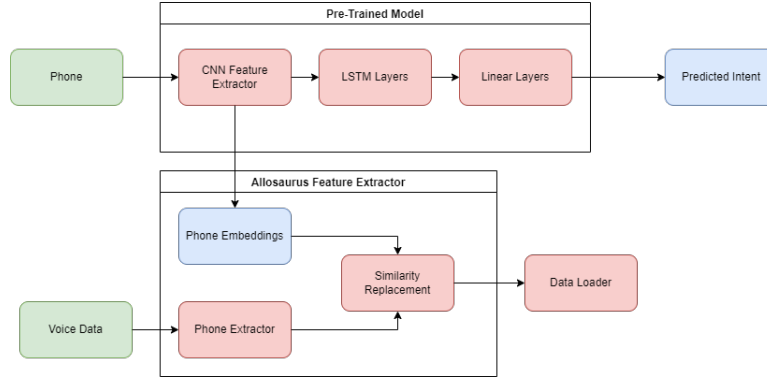 Pre-Trained Model
Phone
CNN Feature
Extractor
LSTM Layers
Linear Layers
Predicted Intent
Allosaurus Feature Extractor
Phone Embeddings
Similarity
Replacement
Data Loader
Voice Data
Phone Extractor